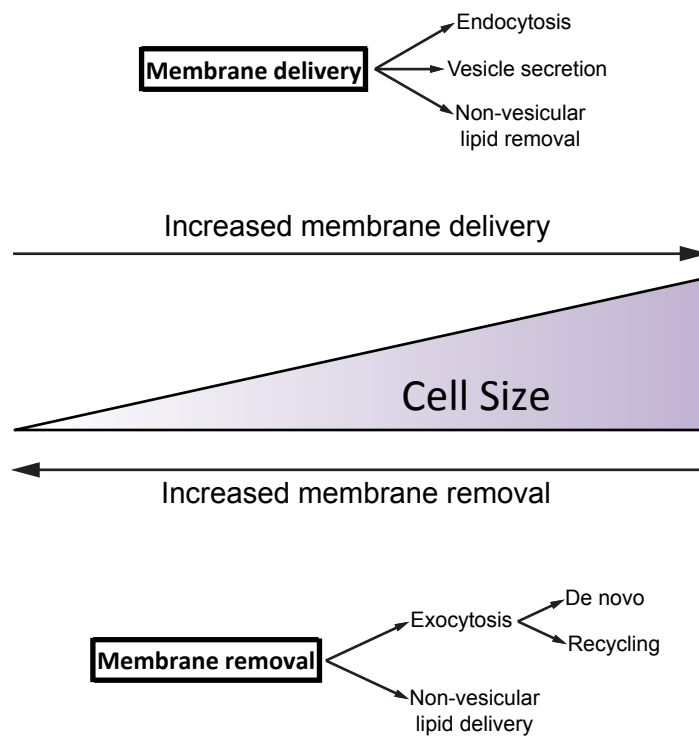 Endocytosis
Membrane delivery
Vesicle secretion
Non-vesicular
lipid removal
Increased membrane delivery
Cell Size
Increased membrane removal
De novo
Exocytosis
Recycling
Membrane removal
Non-vesicular
lipid delivery